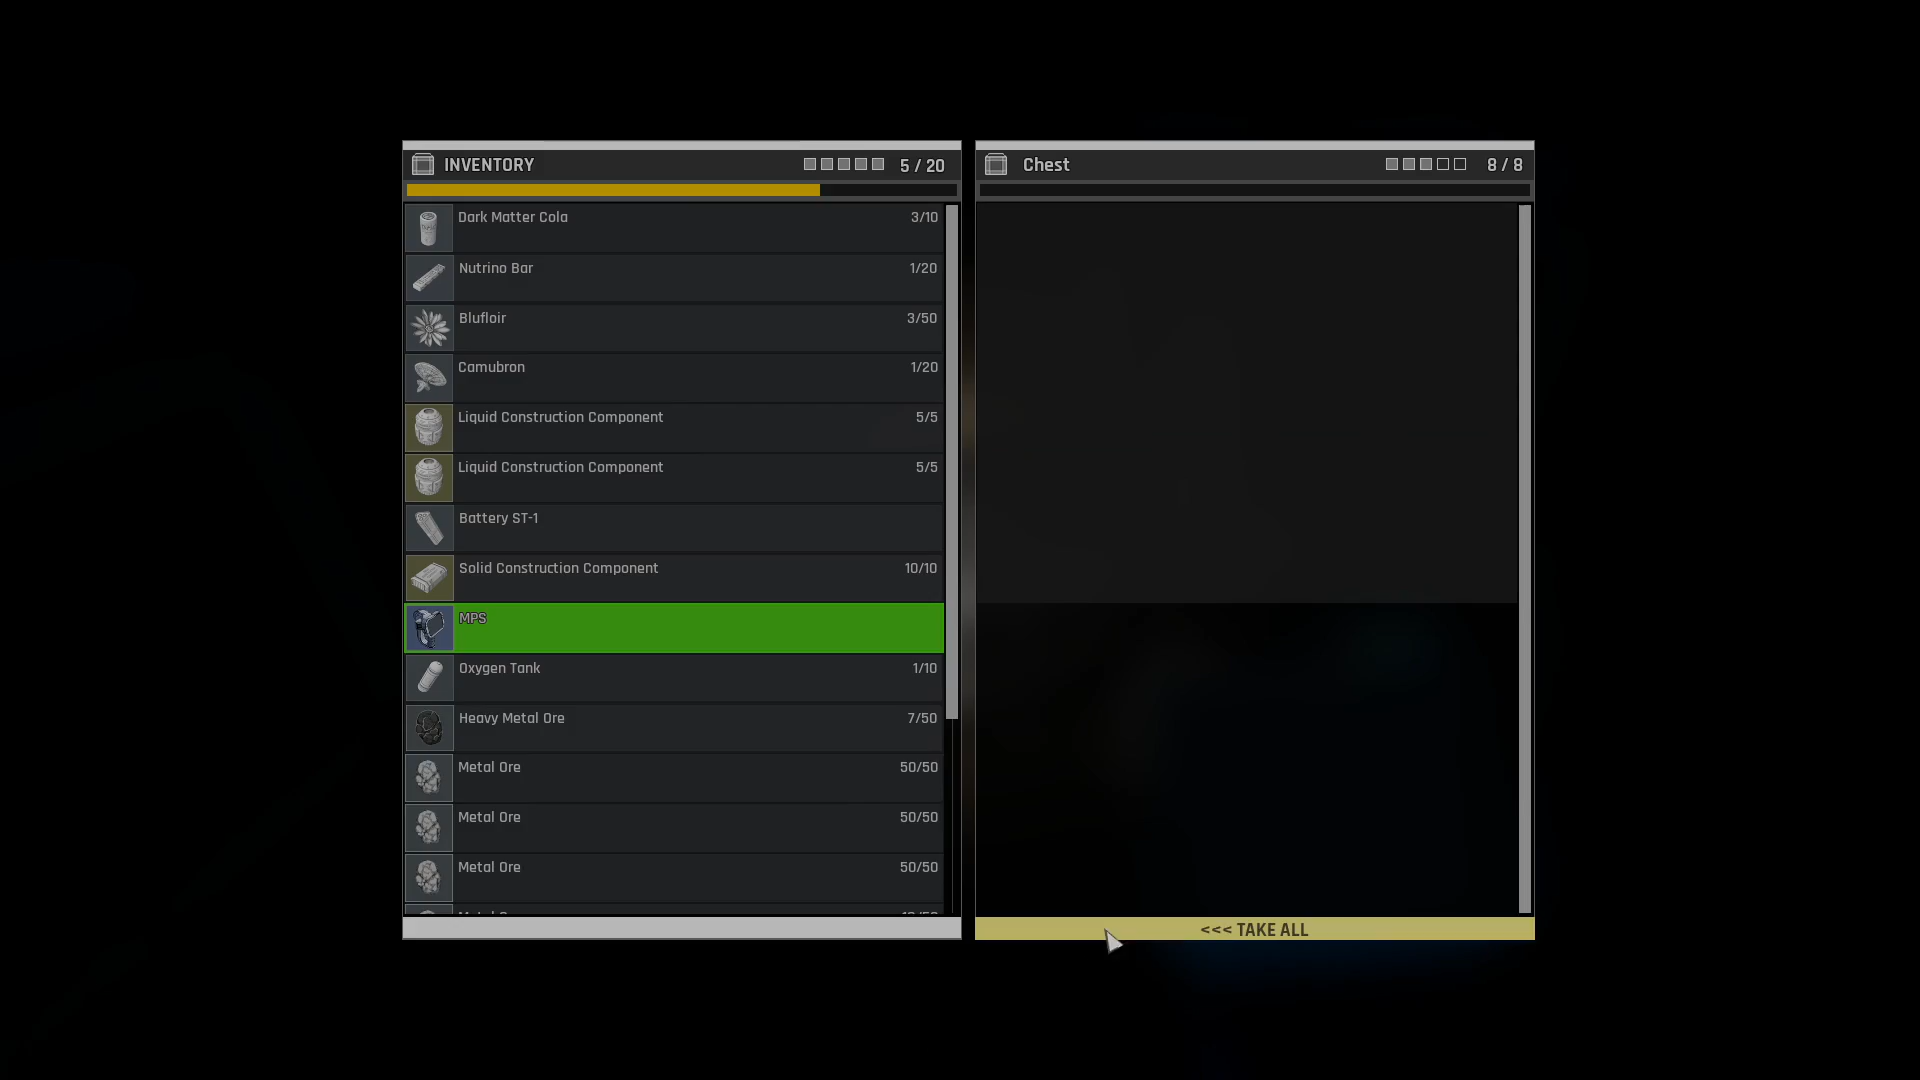 INVENTORY 5 / 20
Dark Matter Cola 3/10
Nutrino Bar 1/20
Blufloir 3/50
Camubron 1/20
Liquid Construction Component 5/5
Liquid Construction Component 5/5
Battery ST-1
Solid Construction Component 10/10
MPS
Oxygen Tank 1/10
Heavy Metal Ore 7/50
Metal Ore 50/50
Metal Ore 50/50
Metal Ore 50/50
Chest 8 / 8
<<< TAKE ALL